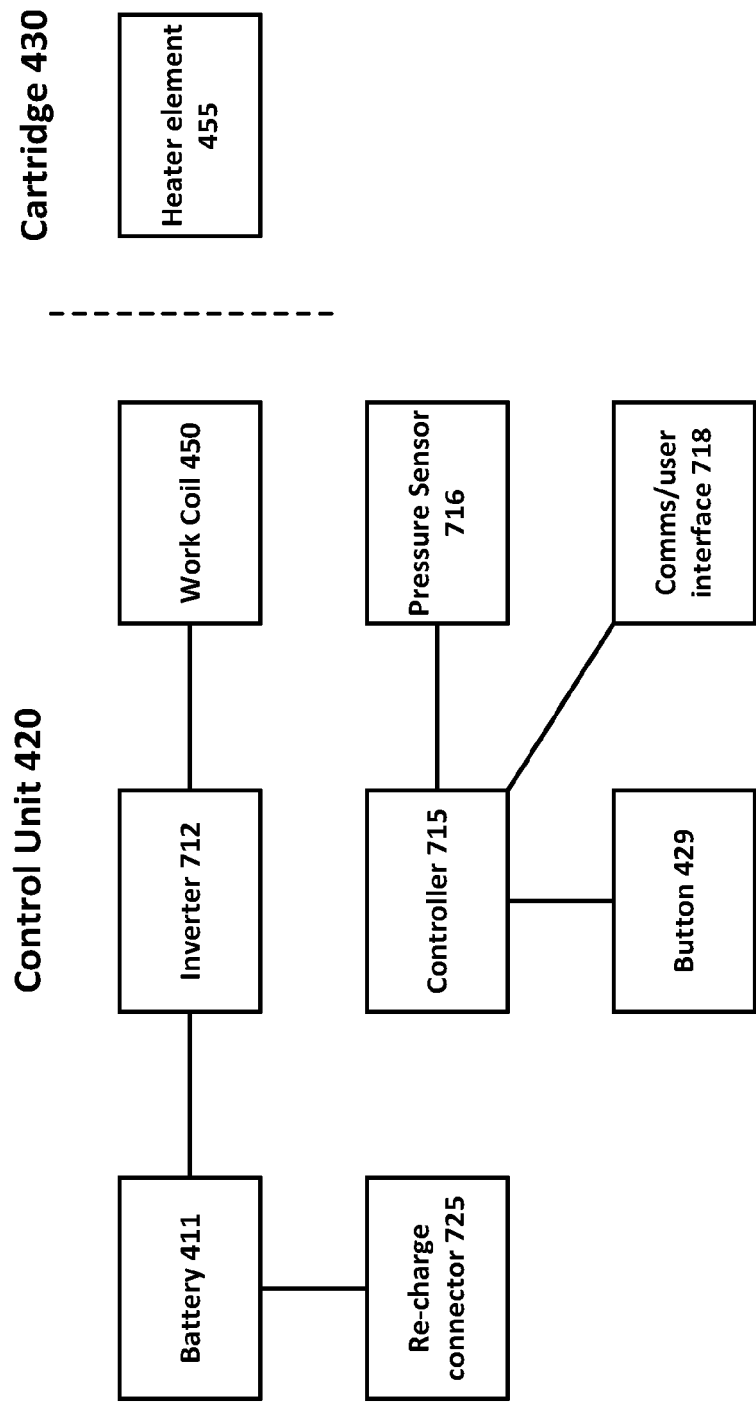 Control Unit 420
Cartridge 430
Battery 411
Inverter 712
Work Coil 450
Heater element
455
Re-charge
connector 725
Controller 715
Pressure Sensor
716
Button 429
Comms/user
interface 718